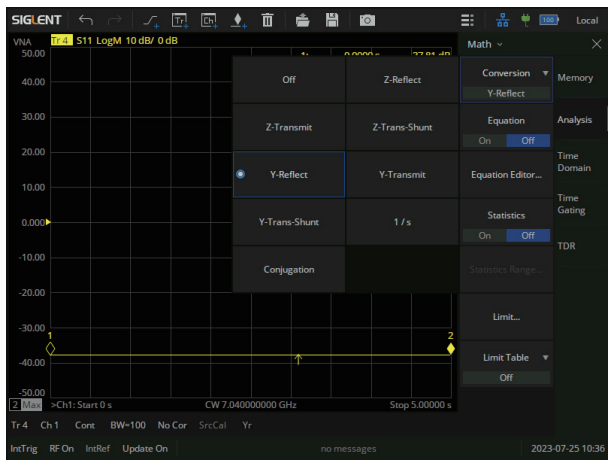 SIGLENT Tr Ch 100 Local
VNA Tr 4 S11 LogM 10 dB/ 0 dB
Math
50.00
40.00
30.00
20.00
10.00
0.000
-10.00
-20.00
-30.00
-40.00
-50.00
Off Z-Reflect
Z-Transmit Z-Trans-Shunt
Y-Reflect Y-Transmit
Y-Trans-Shunt 1 / s
Conjugation
Conversion
Y-Reflect
Equation
On Off
Equation Editor...
Statistics
On Off
Statistics Range...
Limit...
Limit Table
Off
Memory
Analysis
Time
Domain
Time
Gating
TDR
1 2
2 Max >Ch1: Start 0 s CW 7.040000000 GHz Stop 5.00000 s
Tr 4 Ch 1 Cont BW=100 No Cor SrcCal Yr
IntTrig RF On IntRef Update On no messages 2023-07-25 10:36